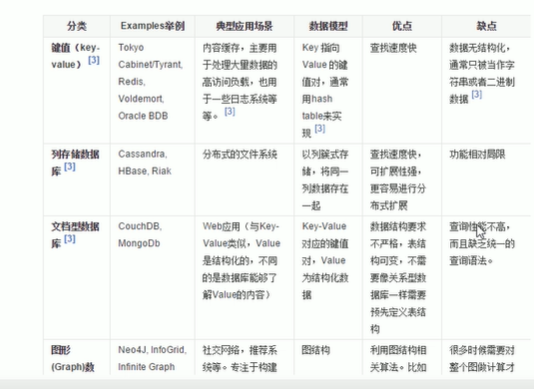 分类 Examples举例 典型应用场景 数据模型 优点 缺点
键值（key-
value）[3]
Tokyo
Cabinet/Tyrant,
Redis,
Voldemort,
Oracle BDB
内容缓存，主要用
于处理大量数据的
高访问负载，也用
于一些日志系统等
等。[3]
Key 指向
Value 的键
值对，通常
用hash
table来实
现 [3]
查找速度快
数据无结构化，
通常只被当作字
符串或者二进制
数据 [3]
列存储数据
库 [3]
Cassandra,
HBase, Riak
分布式的文件系统
以列簇式存
储，将同一
列数据存在
一起
查找速度快，
可扩展性强，
更容易进行分
布式扩展
功能相对局限
文档型数据
库 [3]
CouchDB,
MongoDb
Web应用（与Key-
Value类似，Value
是结构化的，不同
的是数据库能够了
解Value的内容）
Key-Value
对应的键值
对，Value
为结构化数
据
数据结构要求
不严格，表结
构可变，不需
要像关系型数
据库一样需要
预先定义表结
构
查询性能不高，
而且缺乏统一的
查询语法。
图形
(Graph)数
Neo4J, InfoGrid,
Infinite Graph
社交网络，推荐系
统等。专注于构建
图结构
利用图结构相
关算法。比如
很多时候需要对
整个图做计算才